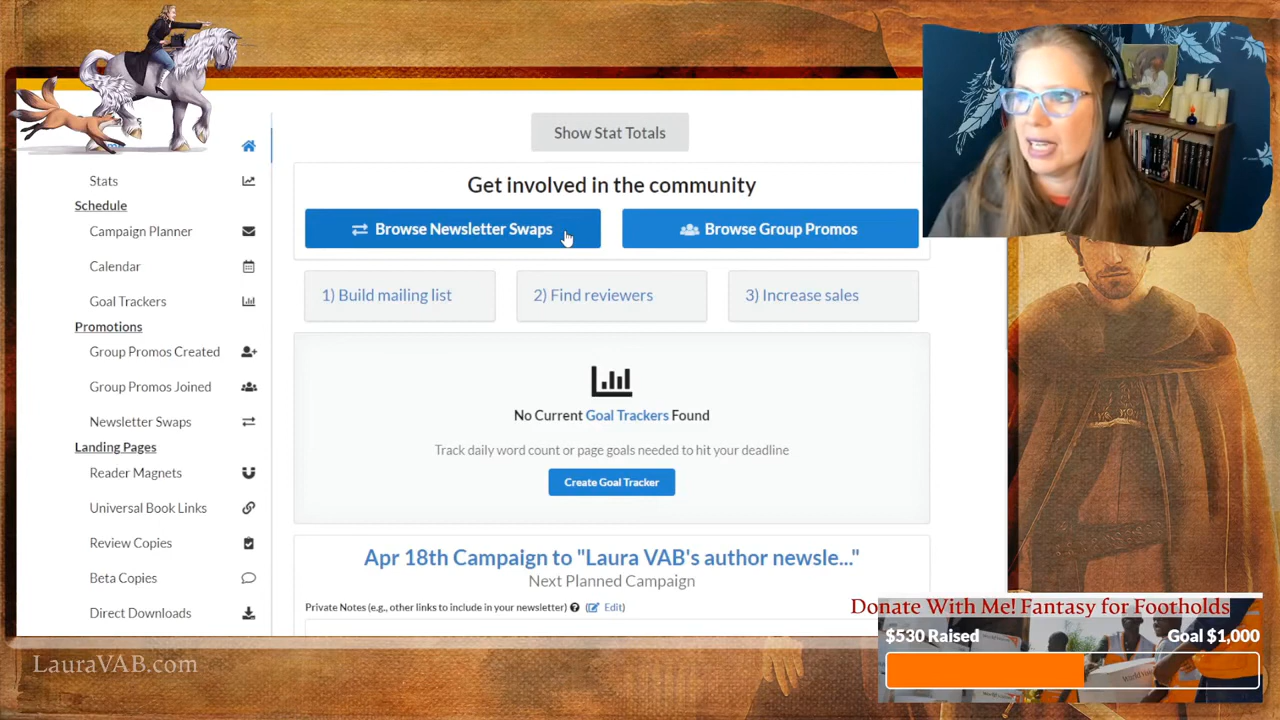 Show Stat Totals
Get involved in the community
Browse Newsletter Swaps
Browse Group Promos
1) Build mailing list
2) Find reviewers
3) Increase sales
No Current Goal Trackers Found
Track daily word count or page goals needed to hit your deadline
Create Goal Tracker
Apr 18th Campaign to "Laura VAB's author newsle..."
Next Planned Campaign
Private Notes (e.g., other links to include in your newsletter) ? (Edit)
Stats
Schedule
Campaign Planner
Calendar
Goal Trackers
Promotions
Group Promos Created
Group Promos Joined
Newsletter Swaps
Landing Pages
Reader Magnets
Universal Book Links
Review Copies
Beta Copies
Direct Downloads
Donate With Me! Fantasy for Footholds
$530 Raised
Goal $1,000
LauraVAB.com